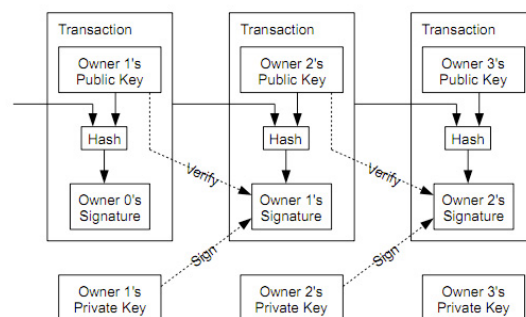 Transaction
Owner 1's
Public Key
Hash
Owner 0's
Signature
Transaction
Owner 2's
Public Key
Hash
Verify
Owner 1's
Signature
Transaction
Owner 3's
Public Key
Hash
Verify
Owner 2's
Signature
Owner 1's
Private Key
Sign
Owner 2's
Private Key
Sign
Owner 3's
Private Key